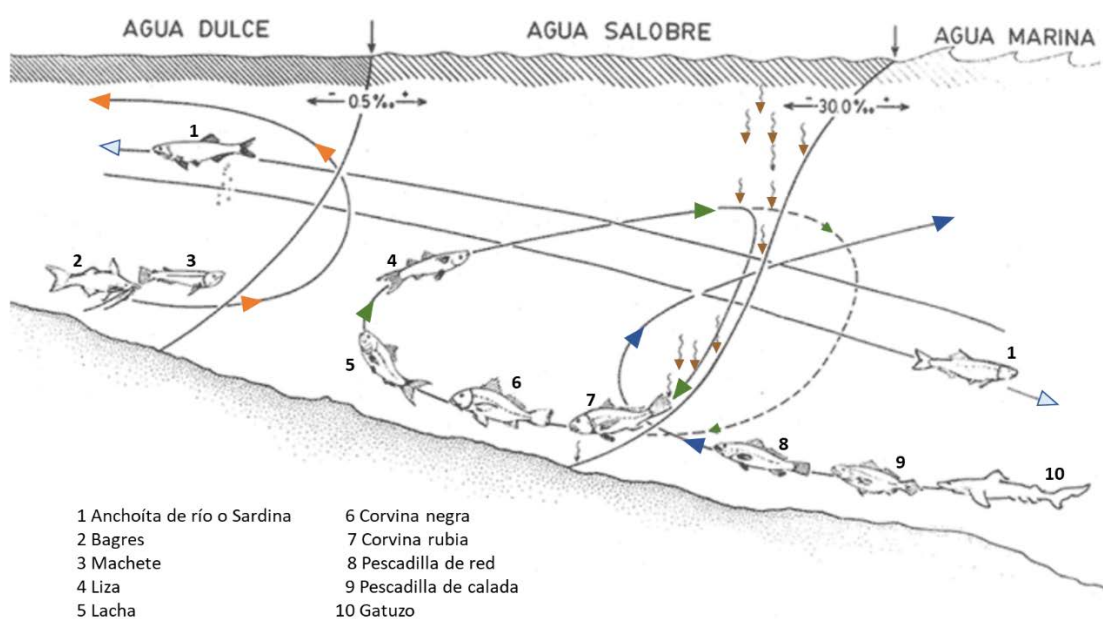 AGUA DULCE
AGUA SALOBRE
AGUA MARINA
- 0.5‰ +
- 30.0‰ +
1
2
3
4
5
6
7
8
9
10
1
1 Anchoíta de río o Sardina
2 Bagres
3 Machete
4 Liza
5 Lacha
6 Corvina negra
7 Corvina rubia
8 Pescadilla de red
9 Pescadilla de calada
10 Gatuzo